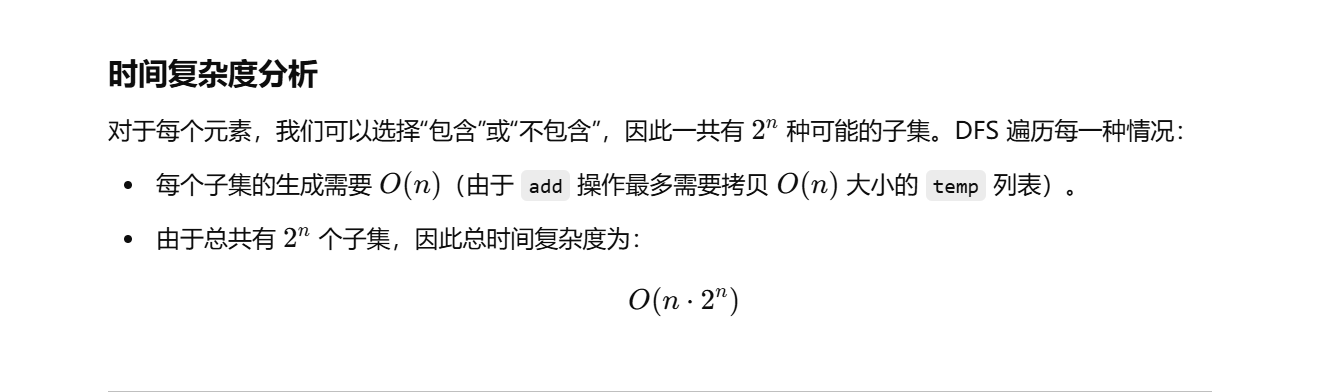 时间复杂度分析
对于每个元素，我们可以选择“包含”或“不包含”，因此一共有 2ⁿ 种可能的子集。DFS 遍历每一种情况：
• 每个子集的生成需要 O(n)（由于 add 操作最多需要拷贝 O(n) 大小的 temp 列表）。
• 由于总共有 2ⁿ 个子集，因此总时间复杂度为：
O(n · 2ⁿ)